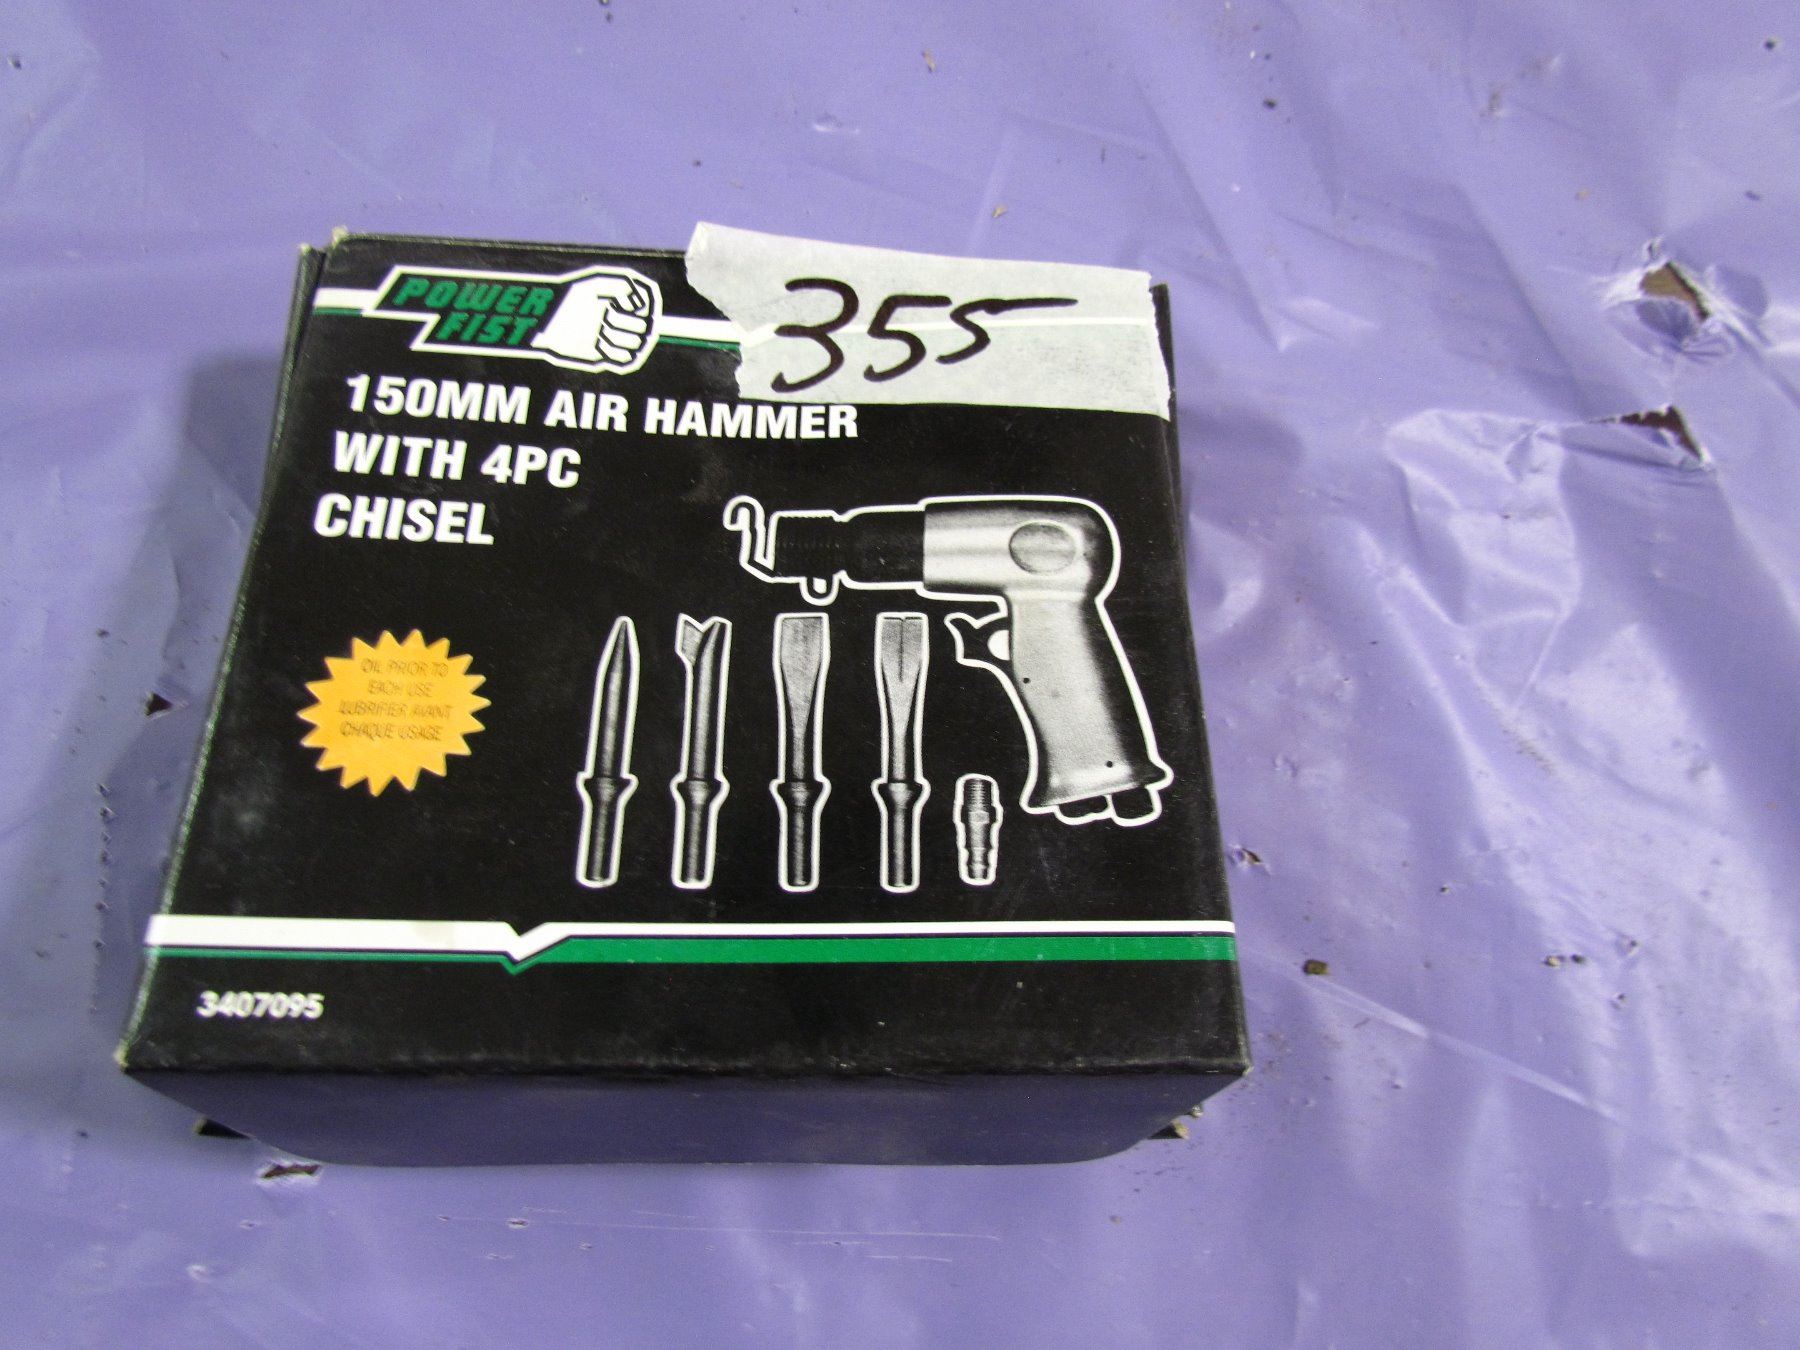 POWER
FIST
355
150MM AIR HAMMER
WITH 4PC
CHISEL
OIL PRIOR TO
EACH USE
LUBRIFIER AVANT
CHAQUE USAGE
3407095